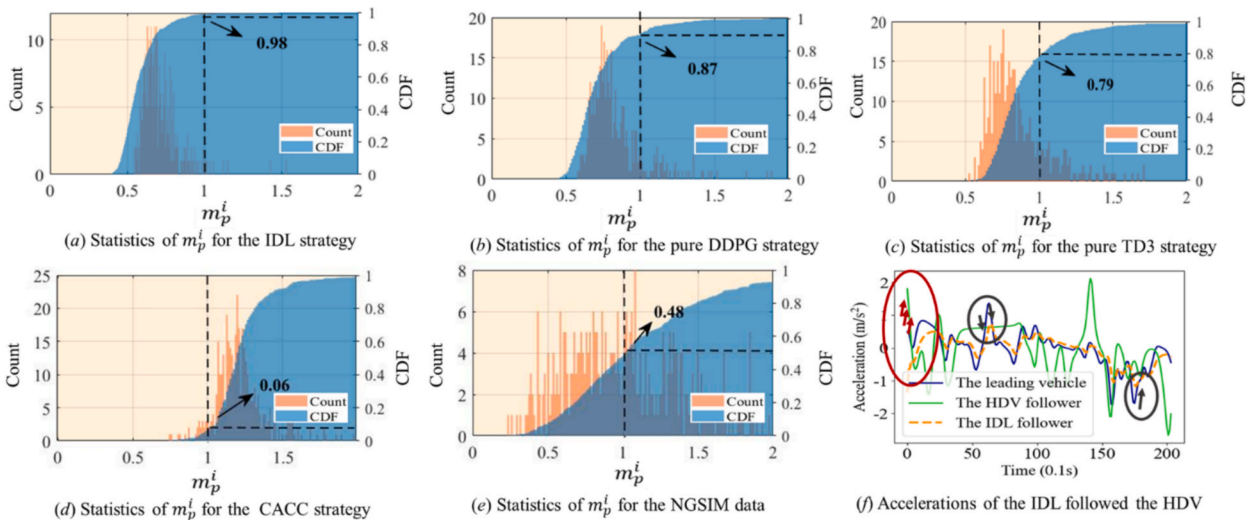 Count
10
5
0
0
0.5
1
1.5
2
1
0.8
0.6
0.4
0.2
0
CDF
0.98
Count
CDF
m_p^i
(a) Statistics of m_p^i for the IDL strategy
Count
20
15
10
5
0
0
0.5
1
1.5
2
1
0.8
0.6
0.4
0.2
0
CDF
0.87
Count
CDF
m_p^i
(b) Statistics of m_p^i for the pure DDPG strategy
Count
20
15
10
5
0
0
0.5
1
1.5
2
1
0.8
0.6
0.4
0.2
0
CDF
0.79
Count
CDF
m_p^i
(c) Statistics of m_p^i for the pure TD3 strategy
Count
25
20
15
10
5
0
0
0.5
1
1.5
1
0.8
0.6
0.4
0.2
0
CDF
0.06
Count
CDF
m_p^i
(d) Statistics of m_p^i for the CACC strategy
Count
8
6
4
2
0
0
0.5
1
1.5
2
1
0.8
0.6
0.4
0.2
0
0.48
Count
CDF
m_p^i
(e) Statistics of m_p^i for the NGSIM data
Acceleration (m/s²)
2
1
0
-1
-2
0
50
100
150
200
The leading vehicle
The HDV follower
The IDL follower
Time (0.1s)
(f) Accelerations of the IDL followed the HDV